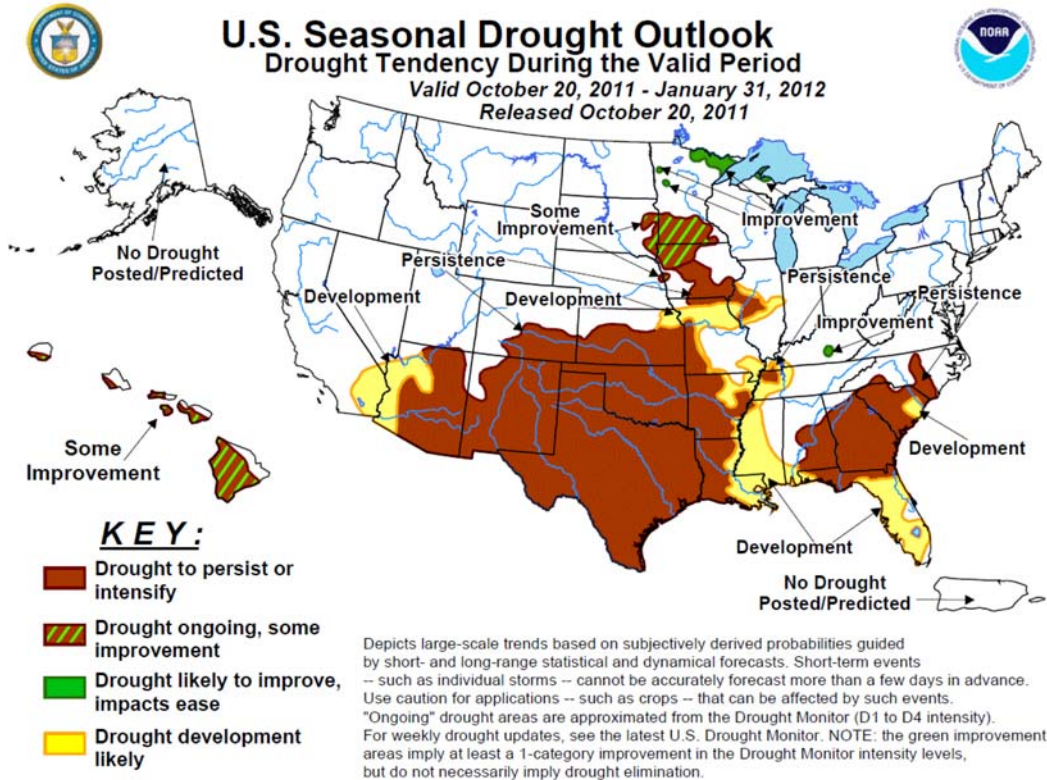 U.S. Seasonal Drought Outlook
Drought Tendency During the Valid Period
Valid October 20, 2011 - January 31, 2012
Released October 20, 2011
NOAA
No Drought
Posted/Predicted
Some
Improvement
Improvement
Persistence
Persistence
Development
Development
Persistence
Improvement
Development
Some
Improvement
Development
No Drought
Posted/Predicted
KEY:
Drought to persist or
intensify
Drought ongoing, some
improvement
Drought likely to improve,
impacts ease
Drought development
likely
Depicts large-scale trends based on subjectively derived probabilities guided
by short- and long-range statistical and dynamical forecasts. Short-term events
-- such as individual storms -- cannot be accurately forecast more than a few days in advance.
Use caution for applications -- such as crops -- that can be affected by such events.
"Ongoing" drought areas are approximated from the Drought Monitor (D1 to D4 intensity).
For weekly drought updates, see the latest U.S. Drought Monitor. NOTE: the green improvement
areas imply at least a 1-category improvement in the Drought Monitor intensity levels,
but do not necessarily imply drought elimination.